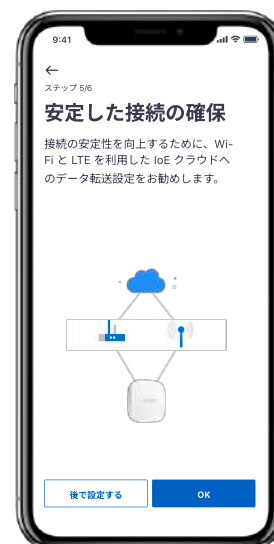 9:41
ステップ 5/6
安定した接続の確保
接続の安定性を向上するために、Wi-
Fi と LTE を利用した IoE クラウドへ
のデータ転送設定をお勧めします。
後で設定する
OK